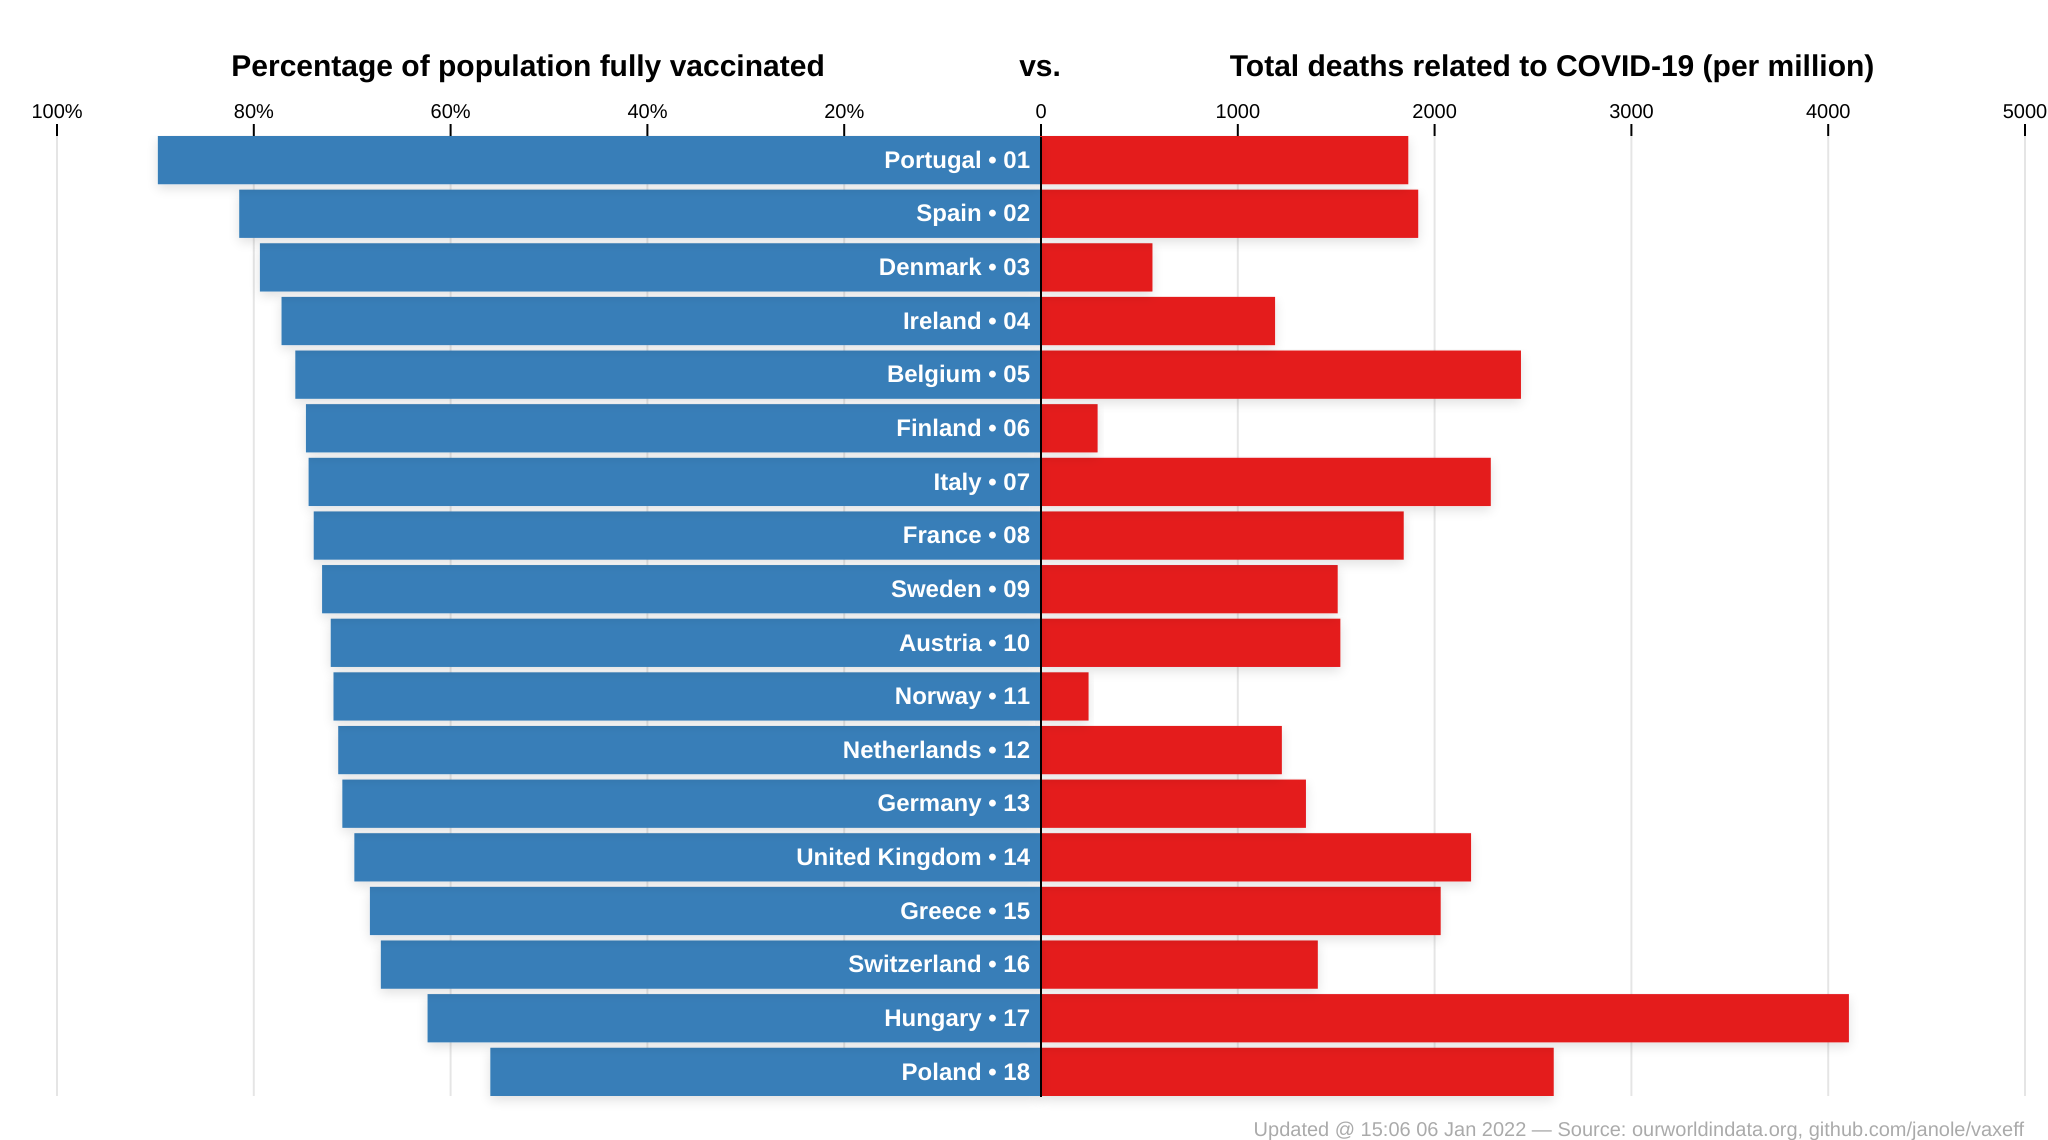 Percentage of population fully vaccinated vs. Total deaths related to COVID-19 (per million)
100% 80% 60% 40% 20% 0 1000 2000 3000 4000 5000
Portugal • 01
Spain • 02
Denmark • 03
Ireland • 04
Belgium • 05
Finland • 06
Italy • 07
France • 08
Sweden • 09
Austria • 10
Norway • 11
Netherlands • 12
Germany • 13
United Kingdom • 14
Greece • 15
Switzerland • 16
Hungary • 17
Poland • 18
Updated @ 15:06 06 Jan 2022 — Source: ourworldindata.org, github.com/janole/vaxeff